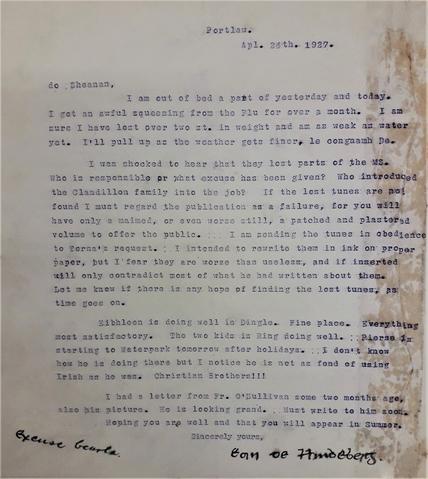 Portlaw.
Apl. 26th. 1927.
do Sheanan,
I am out of bed a part of yesterday and today.
I got an awful squeezing from the Flu for over a month. I am
sure I have lost over two st. in weight and am as weak as water
yet. I'll pull up as the weather gets finer, le congnamh De.
I was shocked to hear that they lost parts of the MS.
Who is responsible or what excuse has been given? Who introduced
the Clandillon family into the job? If the lost tunes are not
found I must regard the publication as a failure, for you will
have only a maimed, or even worse still, a patched and plastered
volume to offer the public. ... I am sending the tunes in obedience
to Torna's request. .. I intended to rewrite them in ink on proper
paper, but I fear they are worse than useless, and if inserted
will only contradict most of what he had written about them.
Let me know if there is any hope of finding the lost tunes, as
time goes on.
Eibhleen is doing well in Dingle. Fine place. Everything
most satisfactory. The two kids in Ring doing well. .. Pierse is
starting to Waterpark tomorrow after holidays. .. I don't know
how he is doing there but I notice he is not as fond of using
Irish as he was. Christian Brothers!!!
I had a letter from Fr. O'Sullivan some two months ago,
also his picture. He is looking grand. .. Must write to him soon.
Hoping you are well and that you will appear in Summer.
Sincerely yours,
Excuse